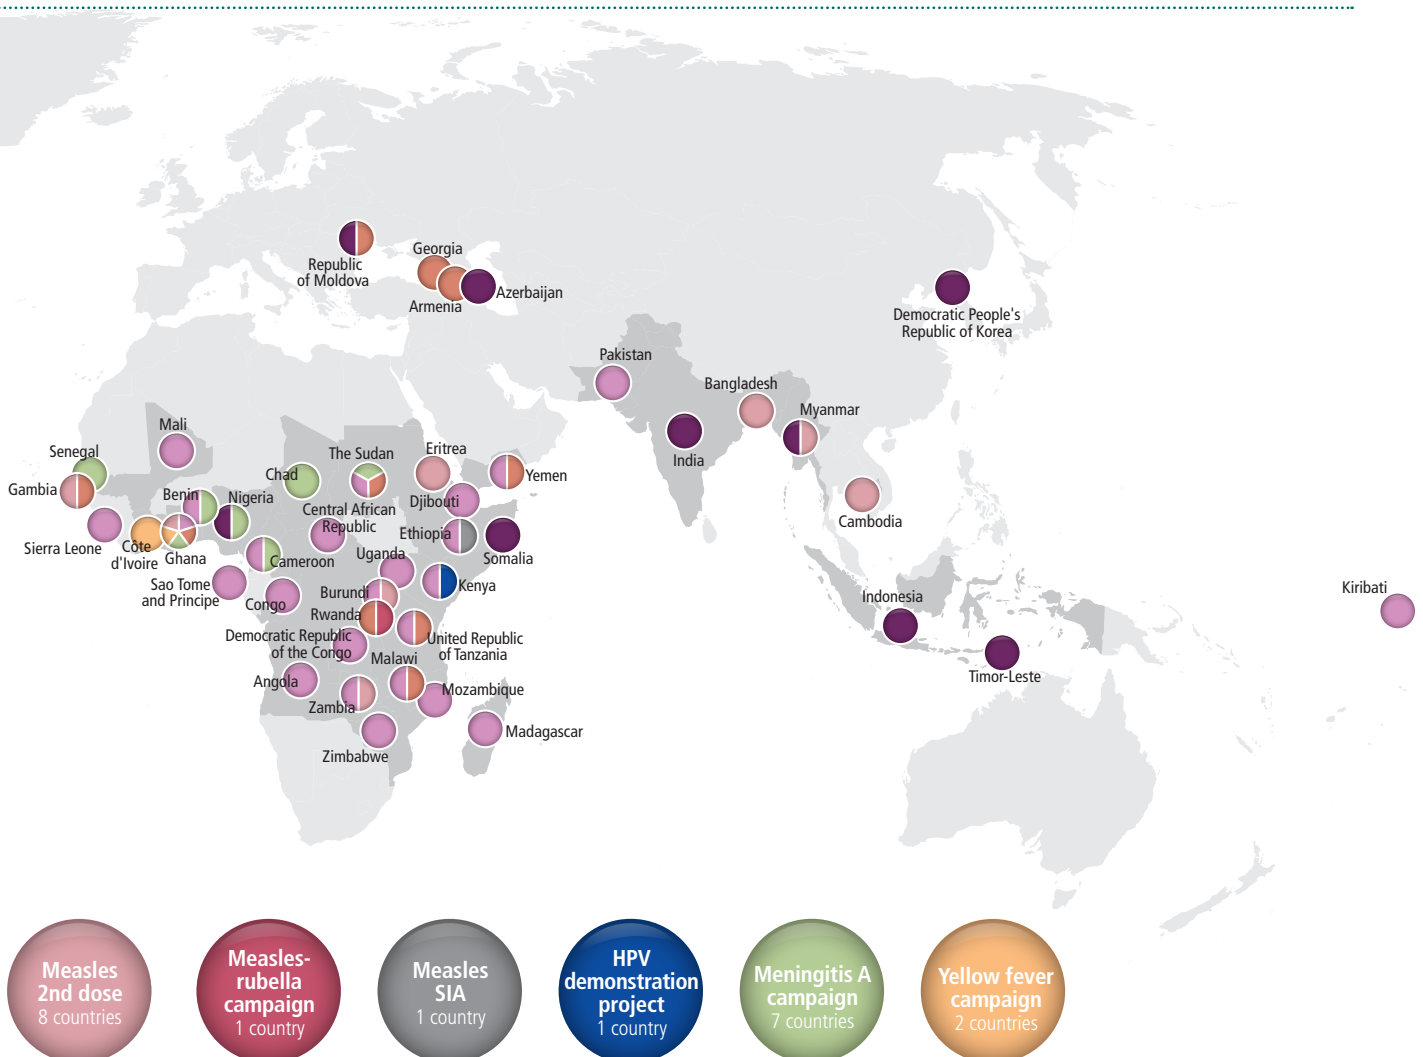 Georgia
Republic
of Moldova
Armenia
Azerbaijan
Democratic People's
Republic of Korea
Pakistan
Bangladesh
Myanmar
India
Cambodia
Mali
Senegal
Gambia
Sierra Leone
Benin
Nigeria
Côte
d'Ivoire
Ghana
Chad
The Sudan
Eritrea
Yemen
Djibouti
Central African
Republic
Ethiopia
Somalia
Cameroon
Uganda
Kenya
Sao Tome
and Principe
Congo
Burundi
Rwanda
Democratic Republic
of the Congo
United Republic
of Tanzania
Malawi
Angola
Zambia
Mozambique
Zimbabwe
Madagascar
Indonesia
Timor-Leste
Kiribati
Measles
2nd dose
8 countries
Measles-
rubella
campaign
1 country
Measles
SIA
1 country
HPV
demonstration
project
1 country
Meningitis A
campaign
7 countries
Yellow fever
campaign
2 countries